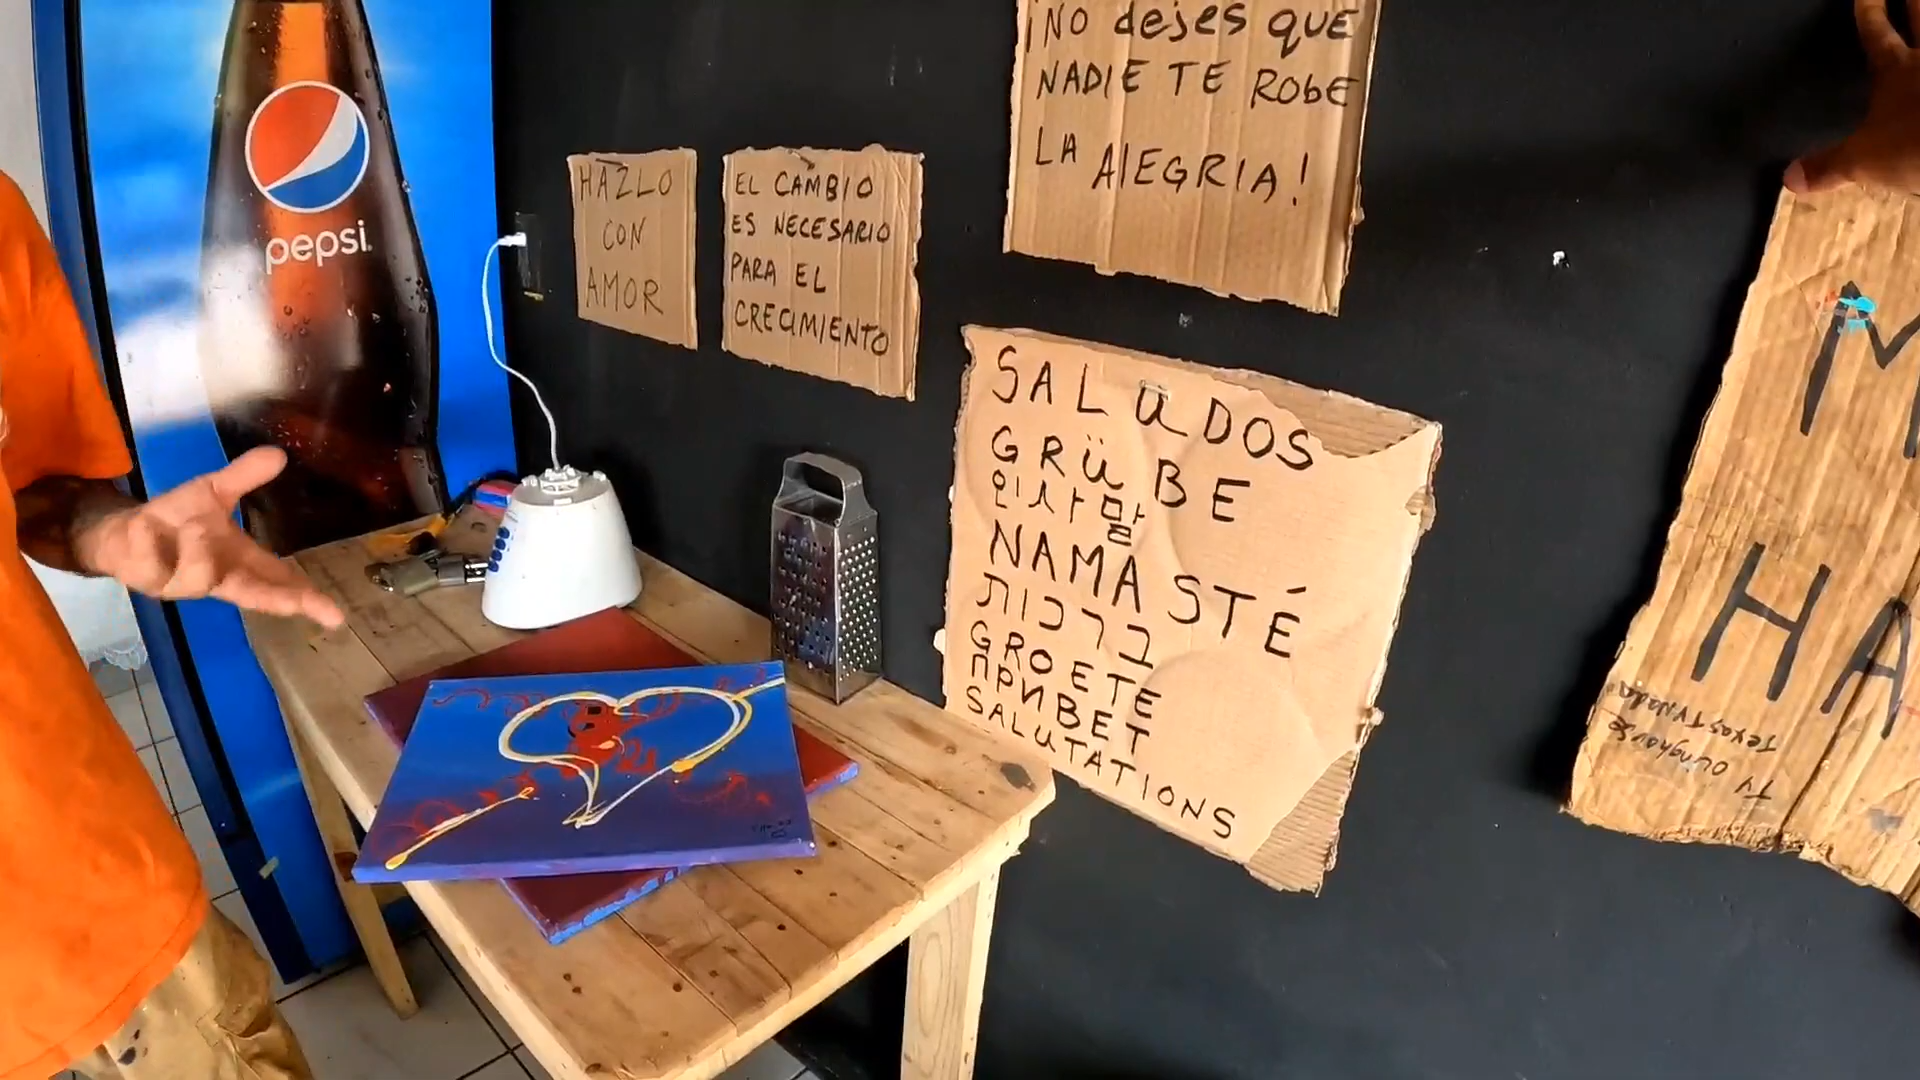 pepsi
HAZLO
CON
AMOR
EL CAMBIO
ES NECESARIO
PARA EL
CRECIMIENTO
¡NO dejes que
NADIE TE RObE
LA AlEGRIA!
SALUDOS
GRÜBE
인사말
NAMASTÉ
ברכות
GROETE
ПРИВЕТ
SALUTATIONS
M
HA